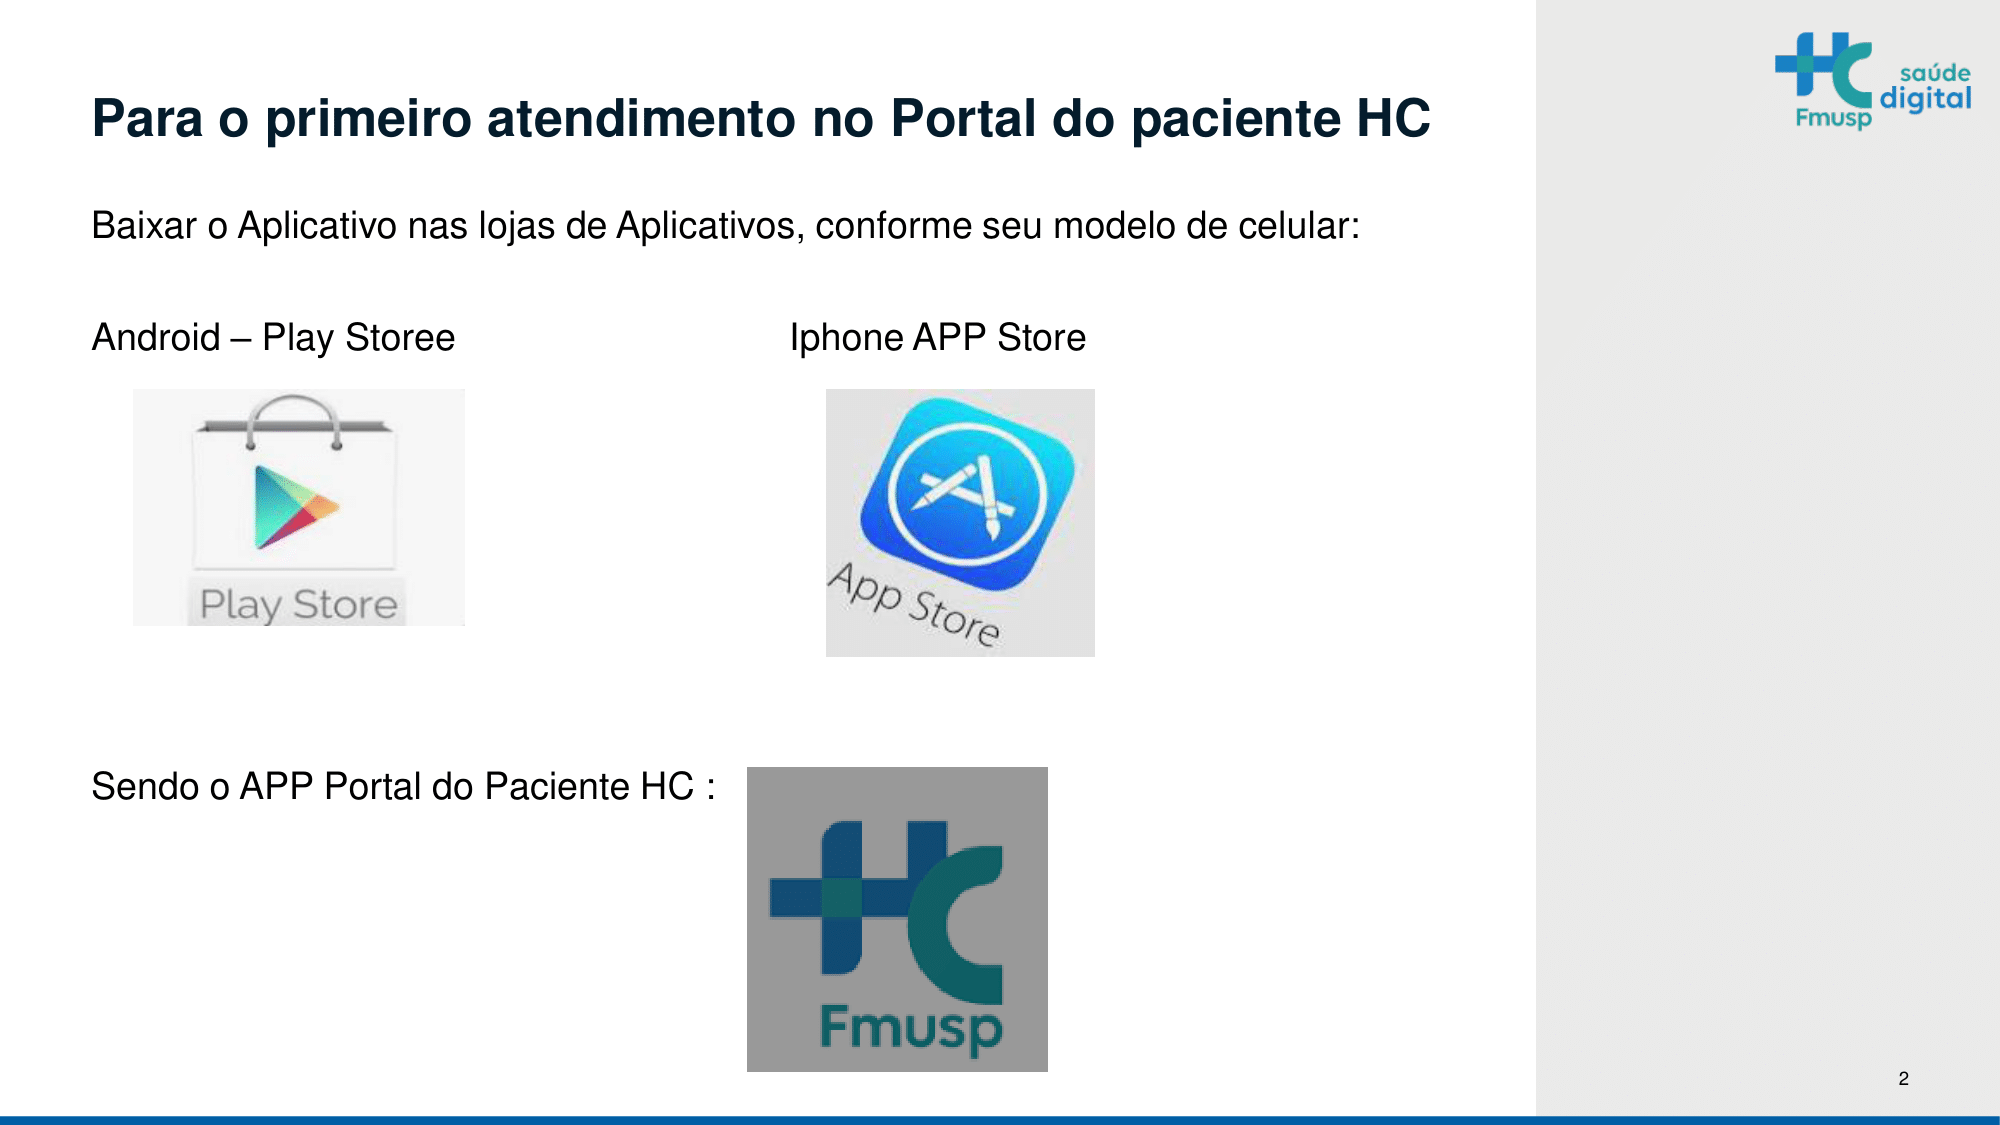 Para o primeiro atendimento no Portal do paciente HC
HC
Fmusp
saúde
digital
Baixar o Aplicativo nas lojas de Aplicativos, conforme seu modelo de celular:
Android – Play Storee
Iphone APP Store
Play Store
App Store
Sendo o APP Portal do Paciente HC :
HC
Fmusp
2